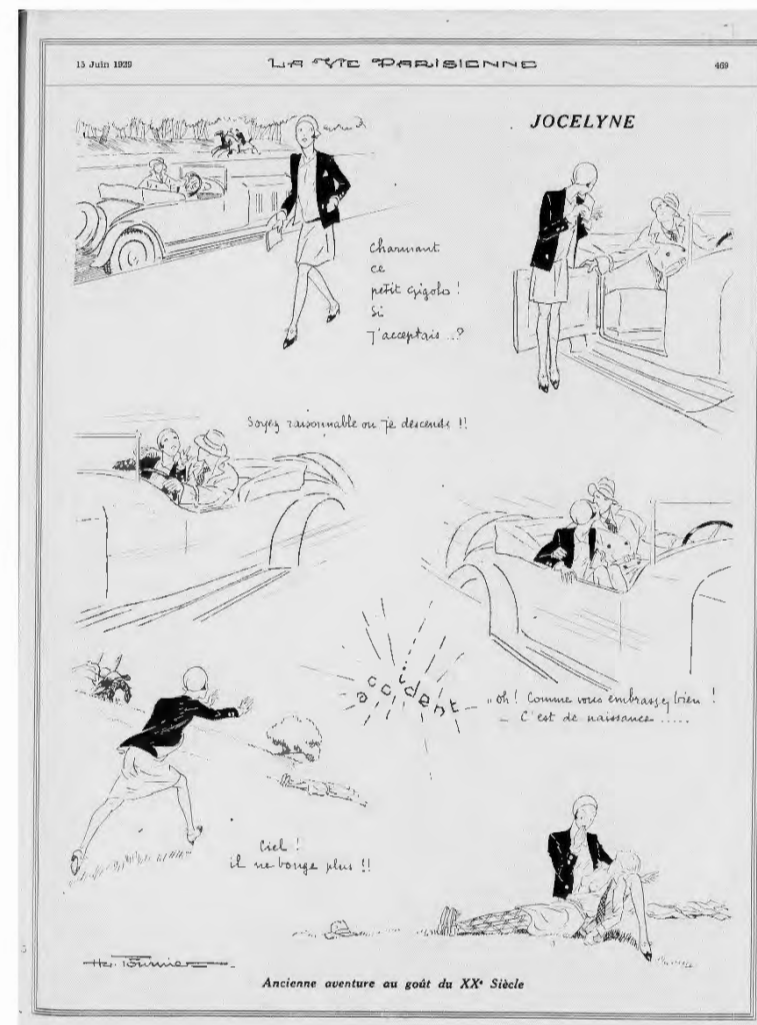 15 Juin 1929
LA VIE PARISIENNE
469
JOCELYNE
Charmant
ce
petit gigolo !
Si
j'acceptais ..?
Soyez raisonnable ou je descends !!
accident
"oh ! Comme vous embrassez bien !
– C'est de naissance .....
Ciel !
il ne bouge plus !!
Fournier
Ancienne aventure au goût du XXe Siècle